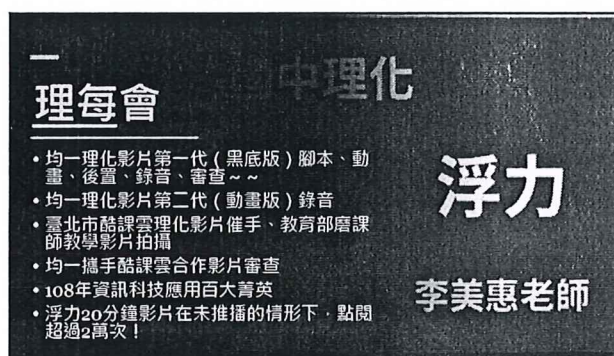 國中理化
理每會
• 均一理化影片第一代（黑底版）腳本、動
畫、後置、錄音、審查~~
• 均一理化影片第二代（動畫版）錄音
• 臺北市酷課雲理化影片催手、教育部磨課
師教學影片拍攝
• 均一攜手酷課雲合作影片審查
• 108年資訊科技應用百大菁英
• 浮力20分鐘影片在未推播的情形下，點閱
超過2萬次！
浮力
李美惠老師